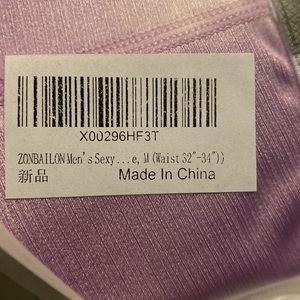 X00296HF3T
ZONBAILON Men's Sexy...e, M (Waist 32"-34"))
新品
Made In China